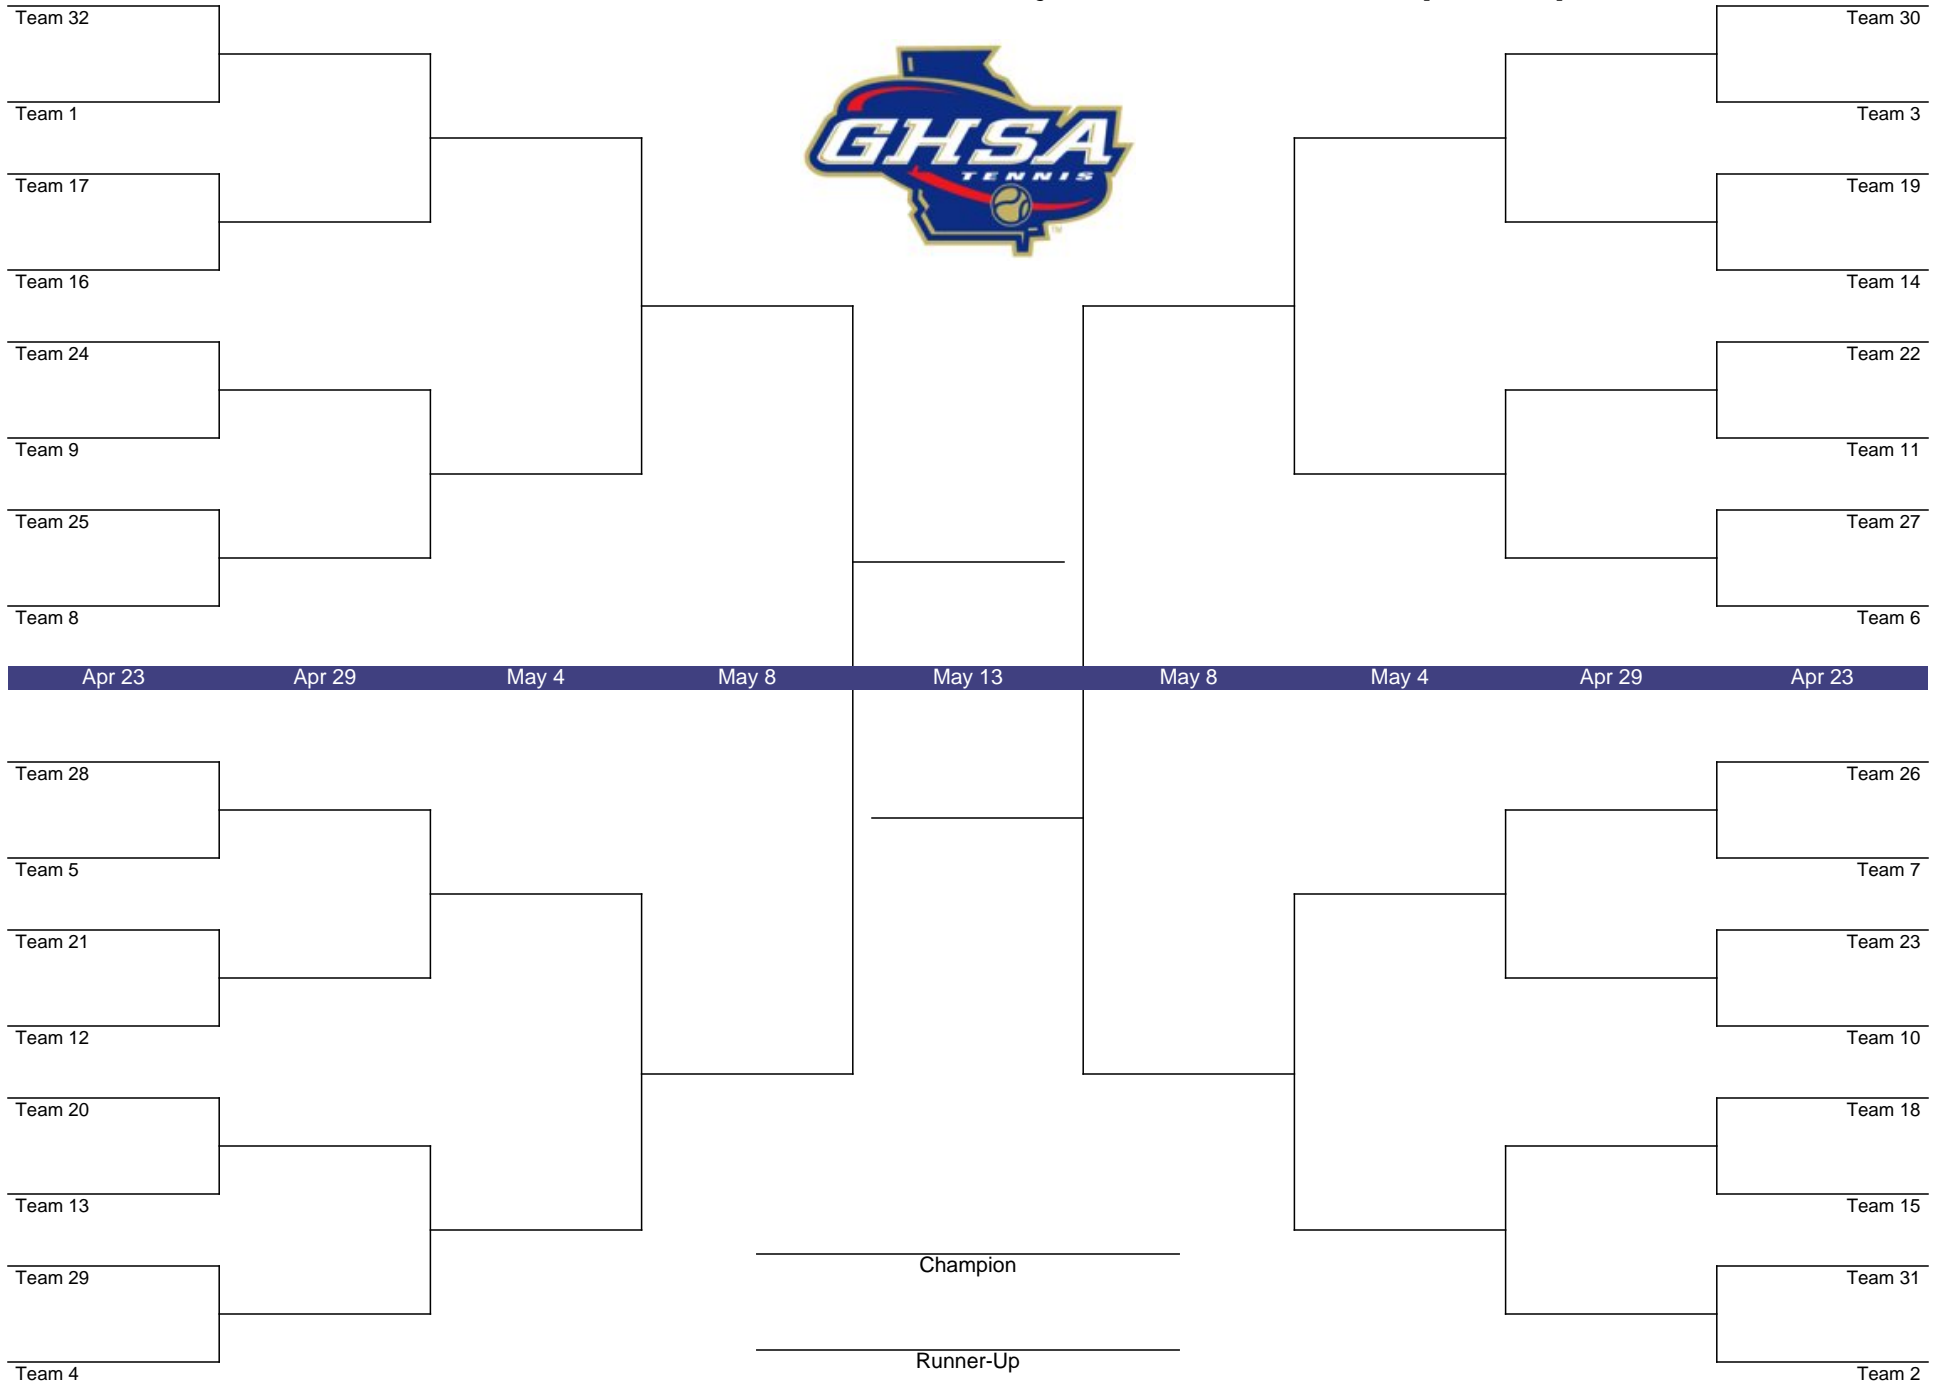 Team 32
Team 1
Team 17
Team 16
Team 24
Team 9
Team 25
Team 8
GHSA
TENNIS
TM
Team 30
Team 3
Team 19
Team 14
Team 22
Team 11
Team 27
Team 6
Apr 23 Apr 29 May 4 May 8 May 13 May 8 May 4 Apr 29 Apr 23
Team 28
Team 5
Team 21
Team 12
Team 20
Team 13
Team 29
Team 4
Team 26
Team 7
Team 23
Team 10
Team 18
Team 15
Team 31
Team 2
Champion
Runner-Up